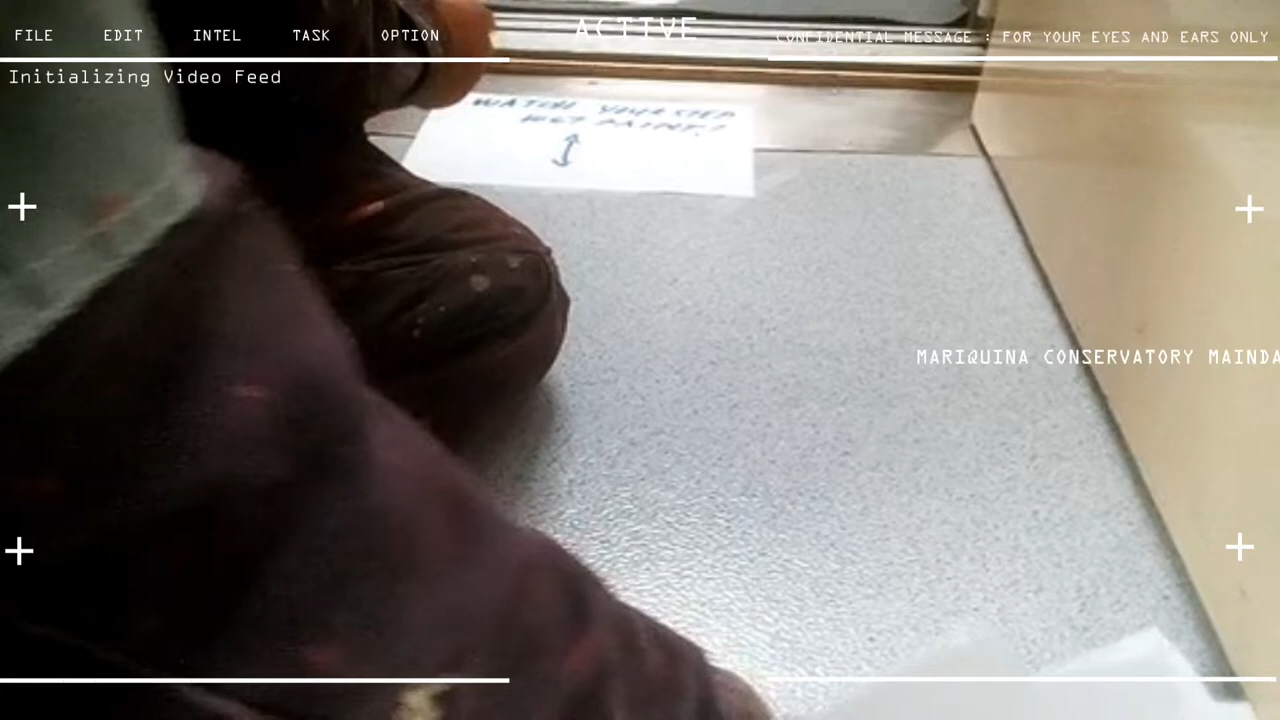 FILE EDIT INTEL TASK OPTION
ACTIVE
CONFIDENTIAL MESSAGE : FOR YOUR EYES AND EARS ONLY
Initializing Video Feed
WATCH YOUR STEP
WET PAINT!
MARIQUINA CONSERVATORY MAINDA